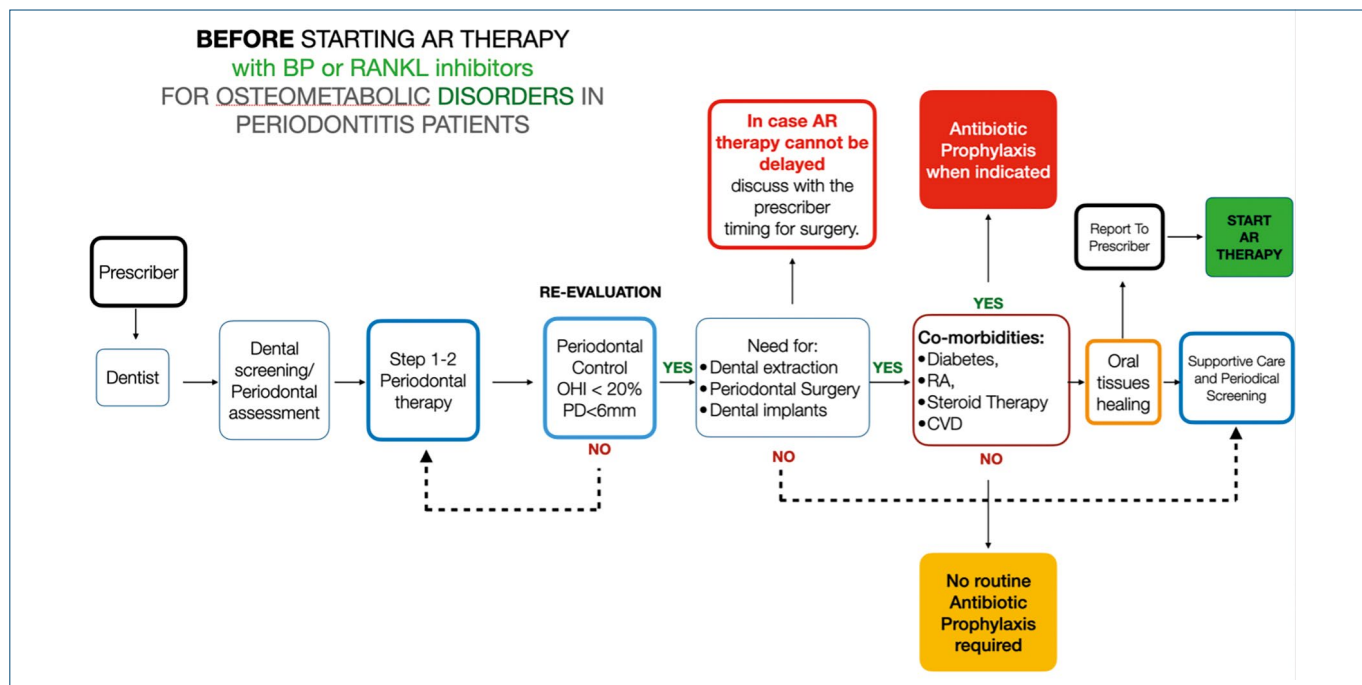 BEFORE STARTING AR THERAPY
with BP or RANKL inhibitors
FOR OSTEOMETABOLIC DISORDERS IN
PERIODONTITIS PATIENTS
Prescriber
Dentist
Dental
screening/
Periodontal
assessment
Step 1-2
Periodontal
therapy
RE-EVALUATION
Periodontal
Control
OHI < 20%
PD<6mm
NO
YES
In case AR
therapy cannot be
delayed
discuss with the
prescriber
timing for surgery.
Need for:
• Dental extraction
• Periodontal Surgery
• Dental implants
NO
YES
Antibiotic
Prophylaxis
when indicated
YES
Co-morbidities:
• Diabetes,
• RA,
• Steroid Therapy
• CVD
NO
No routine
Antibiotic
Prophylaxis
required
Oral
tissues
healing
Report To
Prescriber
START
AR
THERAPY
Supportive Care
and Periodical
Screening